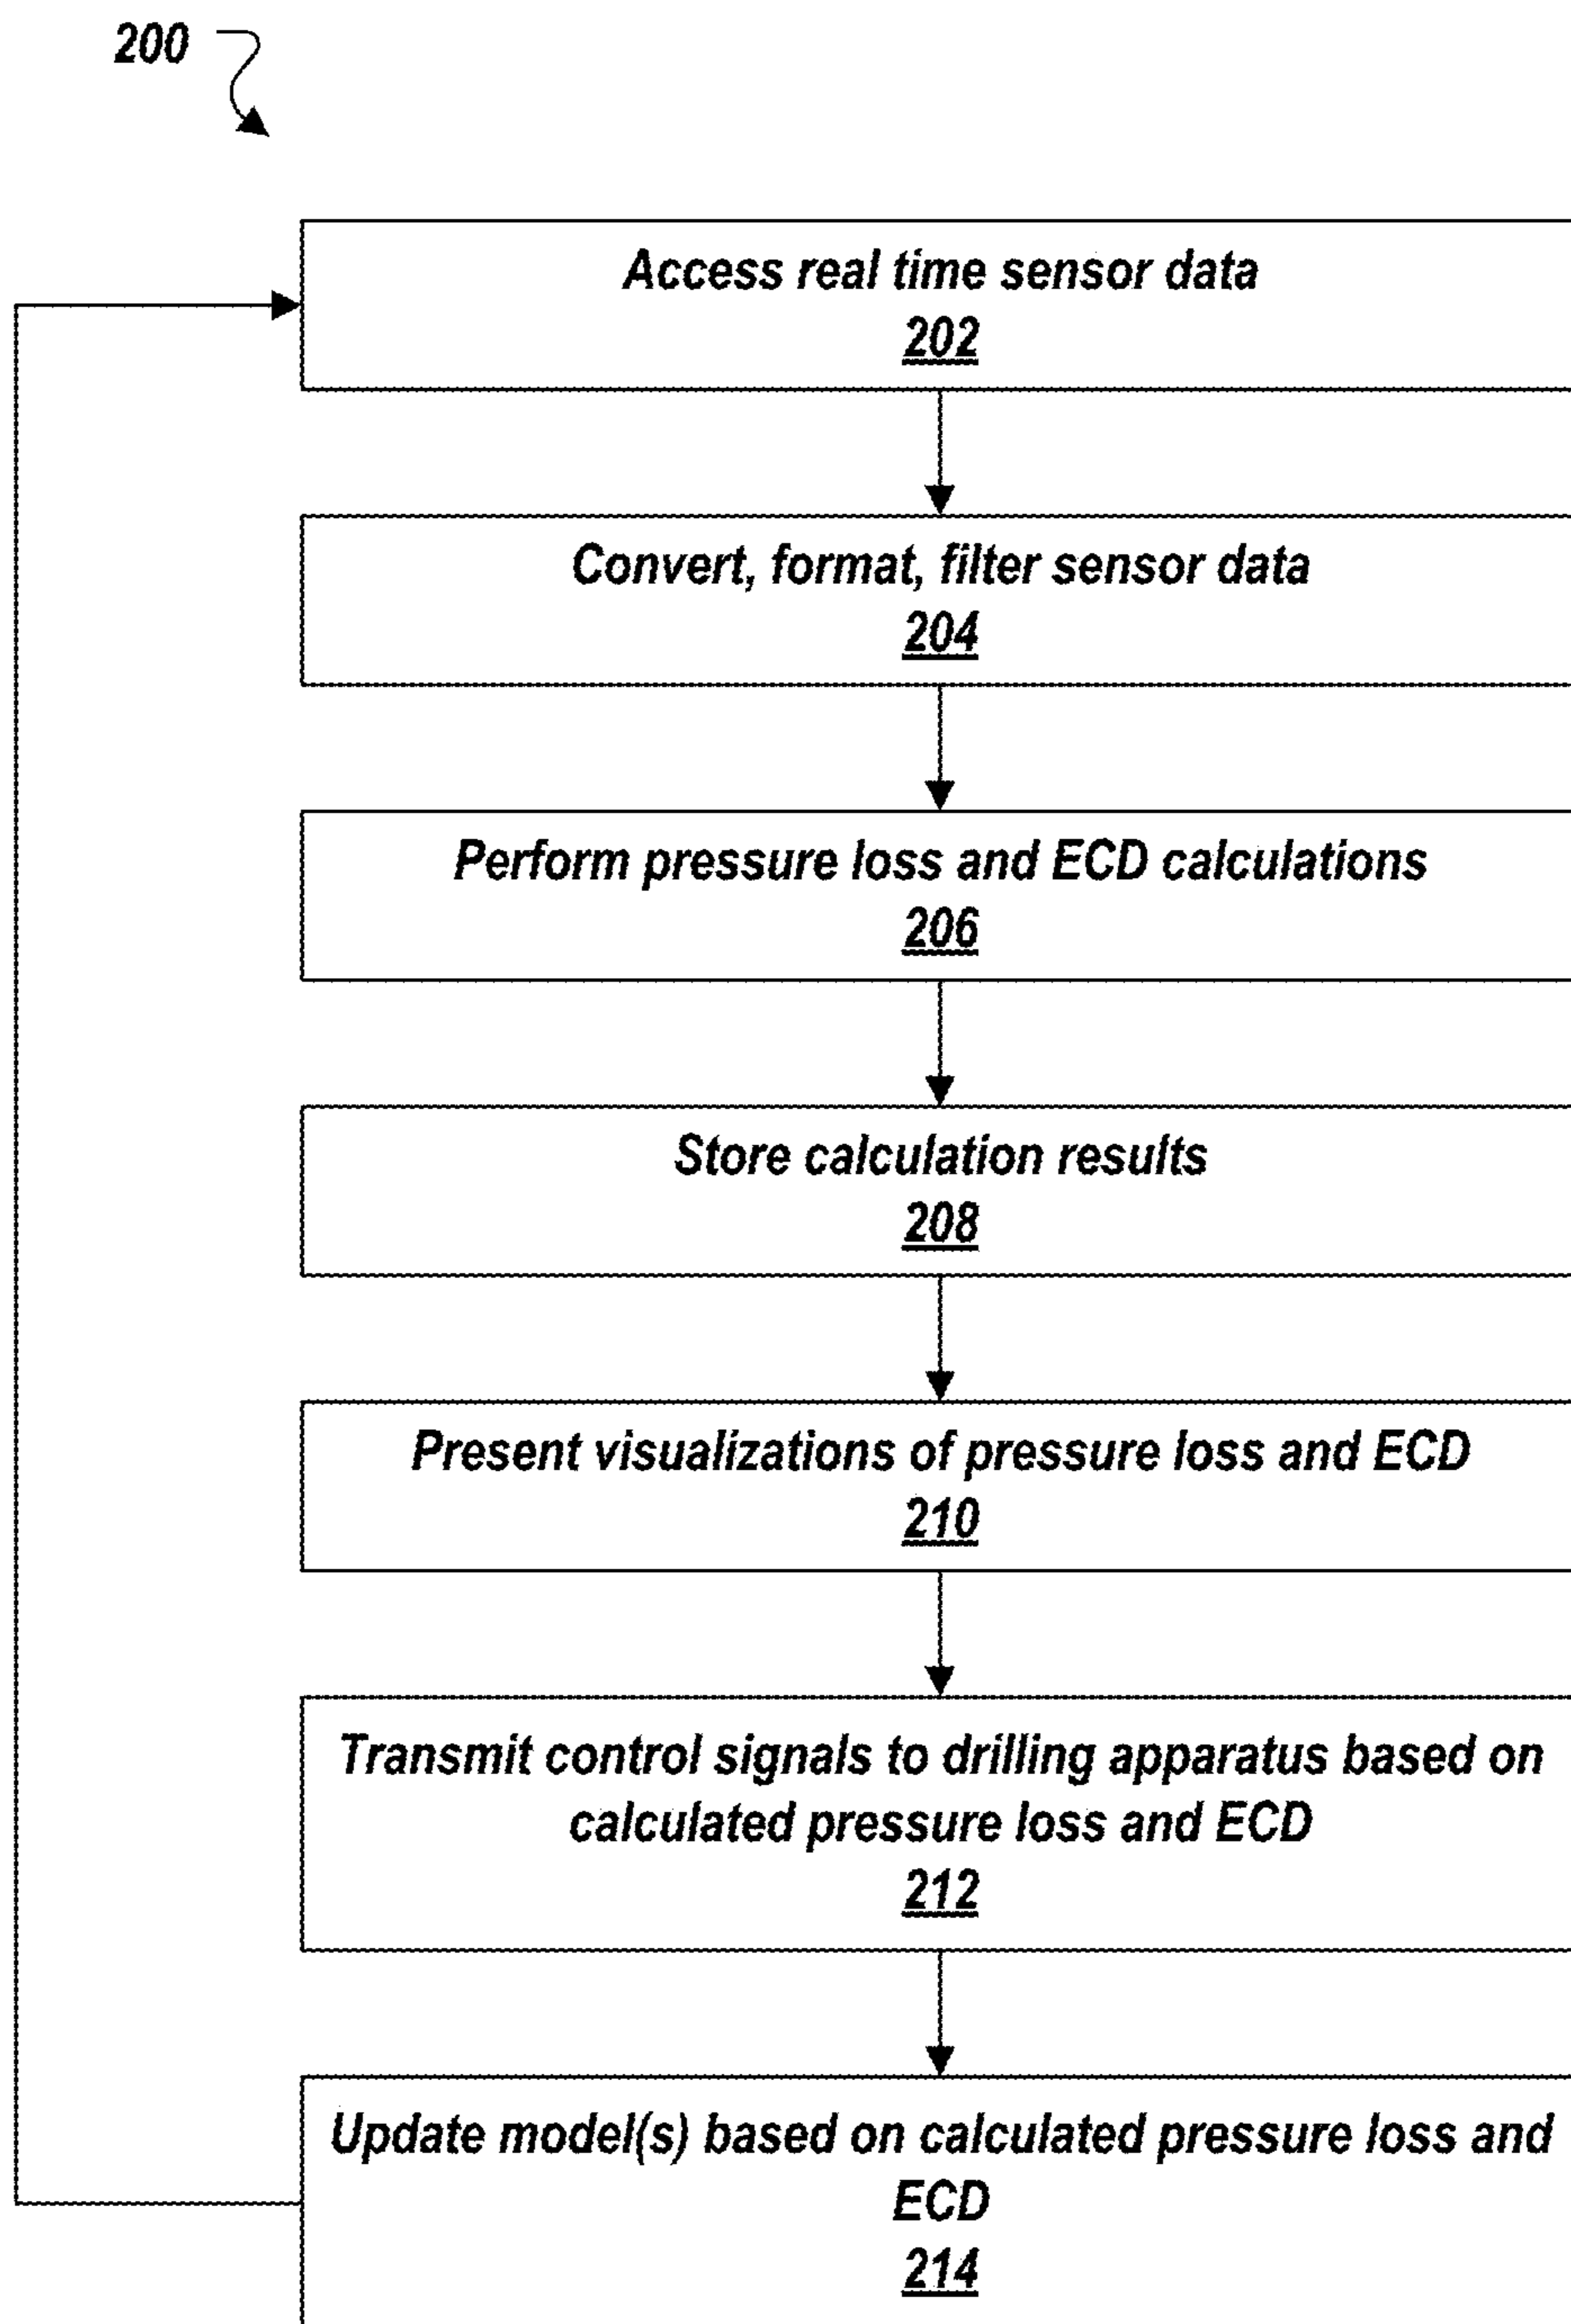 200
Access real time sensor data
202
Convert, format, filter sensor data
204
Perform pressure loss and ECD calculations
206
Store calculation results
208
Present visualizations of pressure loss and ECD
210
Transmit control signals to drilling apparatus based on
calculated pressure loss and ECD
212
Update model(s) based on calculated pressure loss and
ECD
214